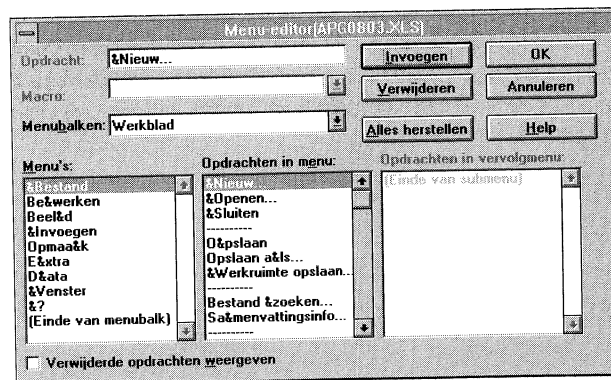 Menu-editor[APG0803.XLS]
Opdracht: &Nieuw...
Invoegen
OK
Macro:
Verwijderen
Annuleren
Menubalken: Werkblad
Alles herstellen
Help
Menu's:
&Bestand
Be&werken
Beel&d
&Invoegen
Opmaa&k
E&xtra
D&ata
&Venster
&?
(Einde van menubalk)
Opdrachten in menu:
&Nieuw...
&Openen...
&Sluiten
----------
O&pslaan
Opslaan a&ls...
&Werkruimte opslaan...
----------
Bestand &zoeken...
Sa&menvattingsinfo...
----------
Opdrachten in vervolgmenu:
(Einde van submenu)
Verwijderde opdrachten weergeven